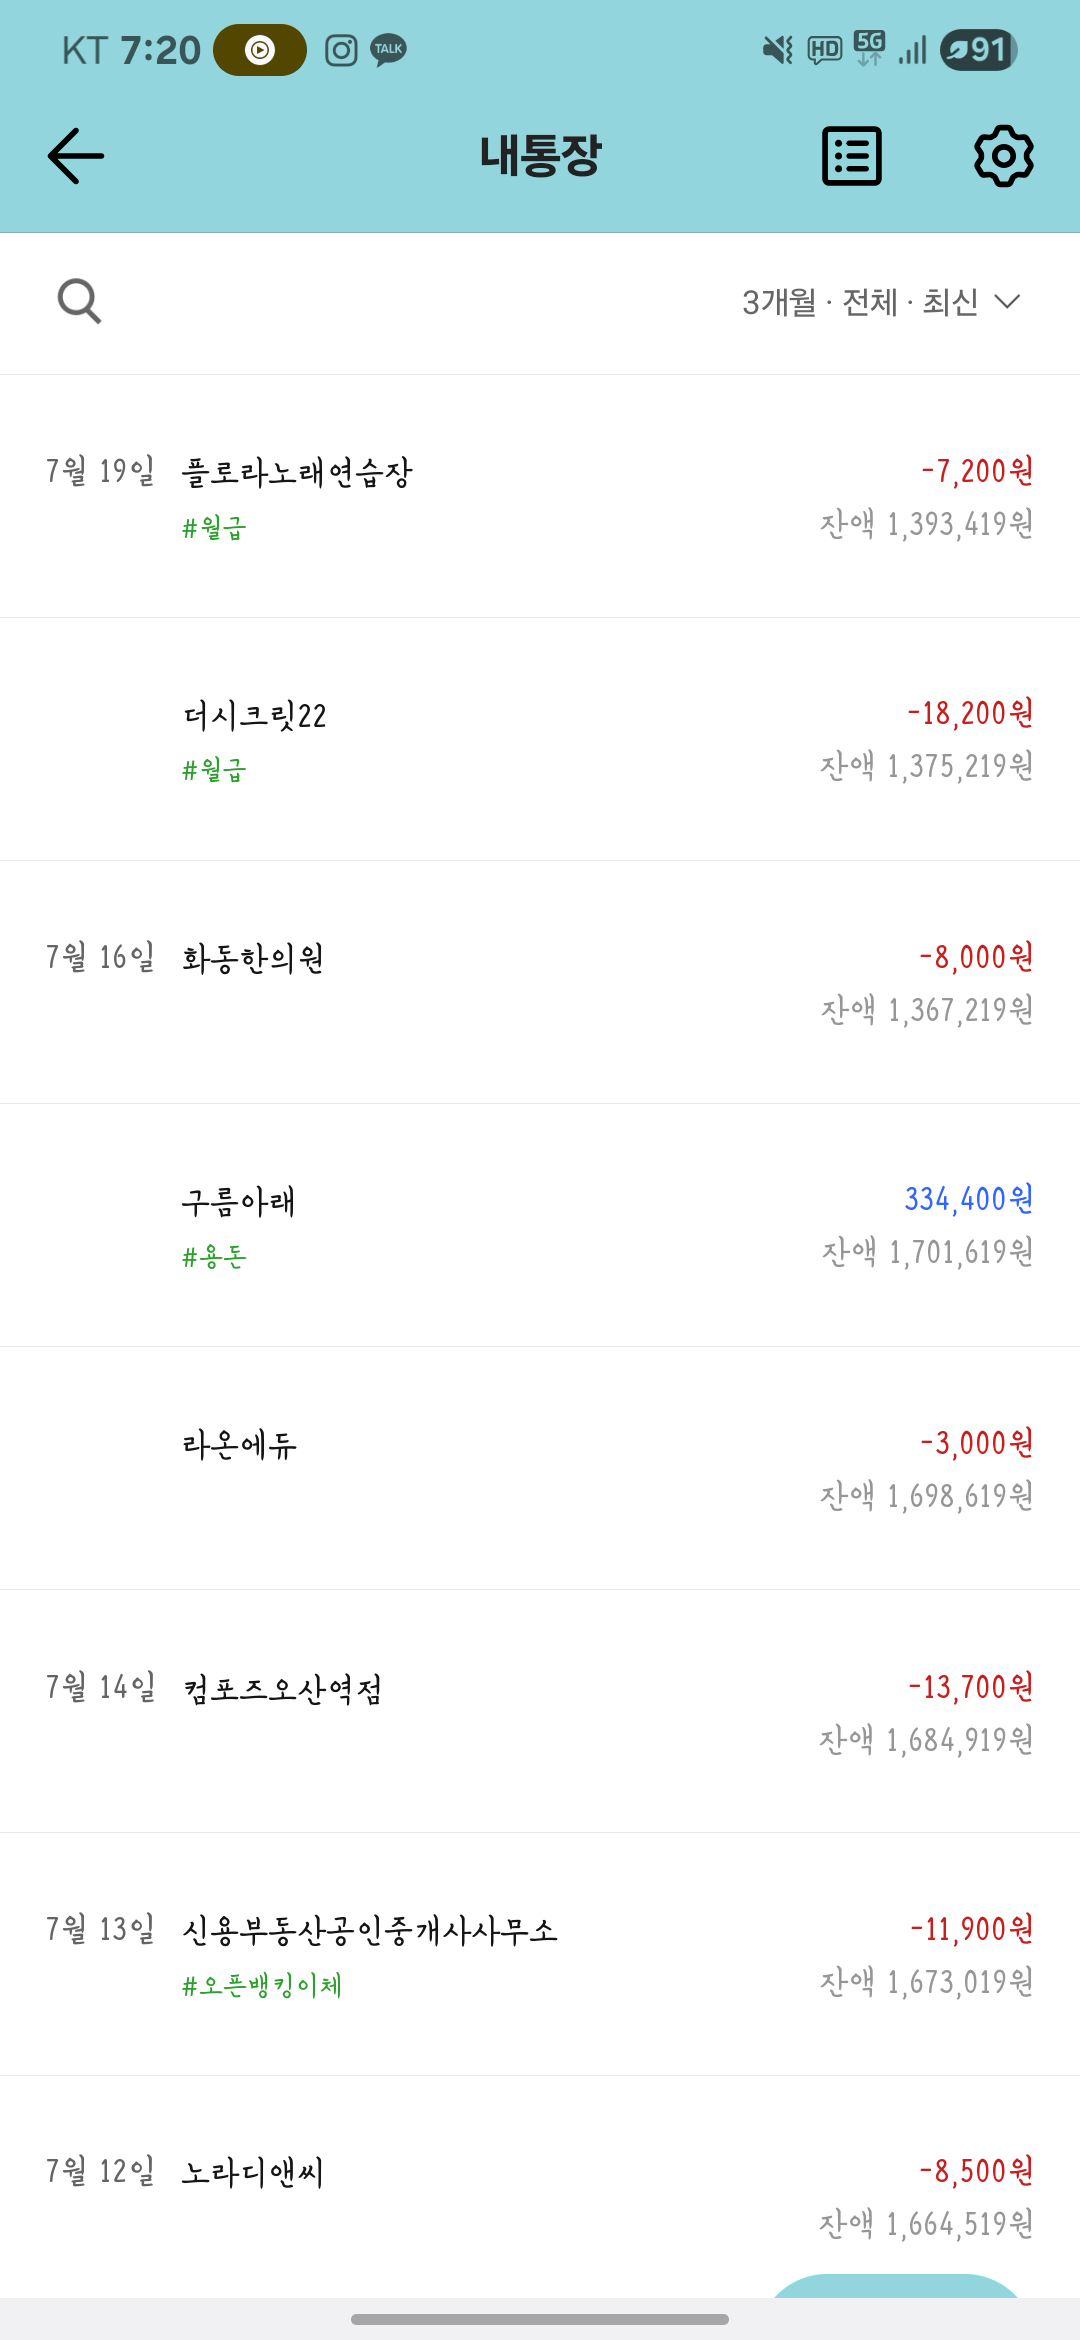 KT 7:20 TALK HD 5G 91
내통장
3개월 · 전체 · 최신
7월 19일 플로라노래연습장 -7,200원
#월급 잔액 1,393,419원
더시크릿22 -18,200원
#월급 잔액 1,375,219원
7월 16일 화동한의원 -8,000원
잔액 1,367,219원
구름아래 334,400원
#용돈 잔액 1,701,619원
라온에듀 -3,000원
잔액 1,698,619원
7월 14일 컴포즈오산역점 -13,700원
잔액 1,684,919원
7월 13일 신용부동산공인중개사사무소 -11,900원
#오픈뱅킹이체 잔액 1,673,019원
7월 12일 노라디앤씨 -8,500원
잔액 1,664,519원